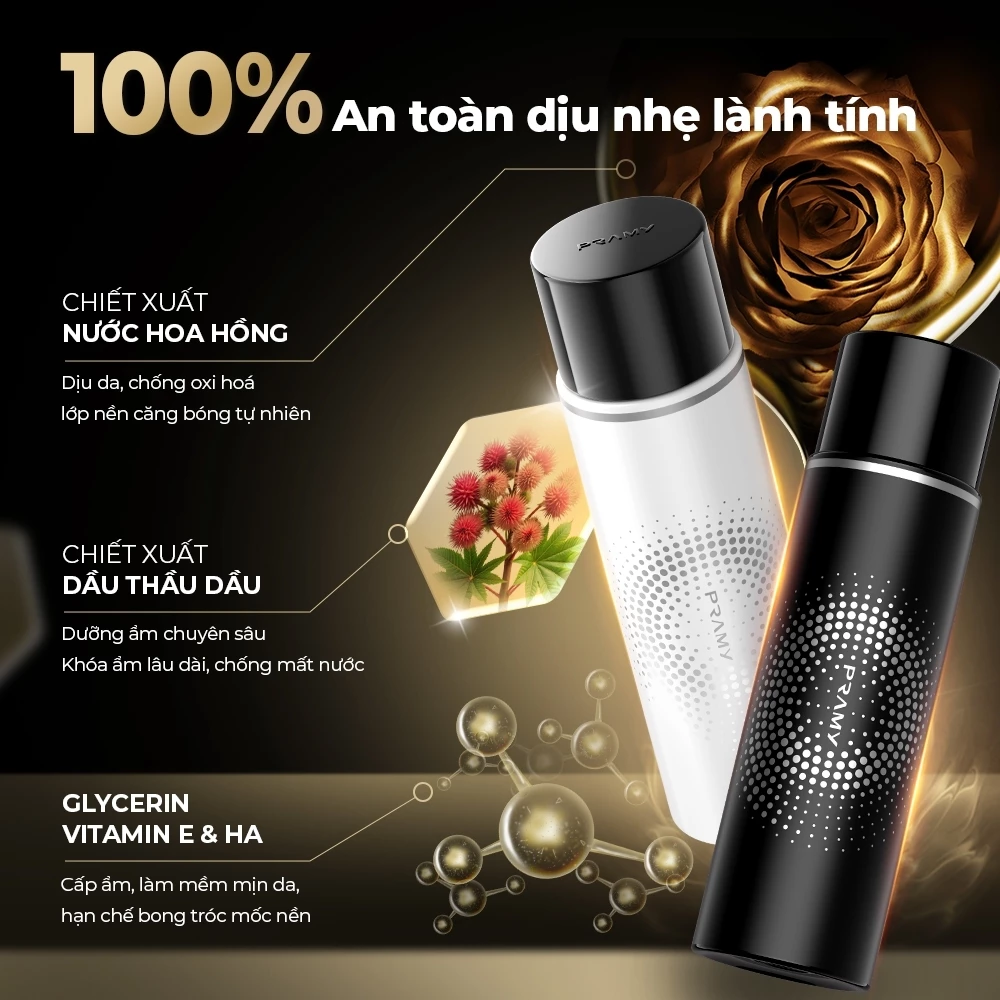 100% An toàn dịu nhẹ lành tính
PRAMY
CHIẾT XUẤT
NƯỚC HOA HỒNG
Dịu da, chống oxi hoá
lớp nền căng bóng tự nhiên
CHIẾT XUẤT
DẦU THẦU DẦU
Dưỡng ẩm chuyên sâu
Khóa ẩm lâu dài, chống mất nước
PRAMY
PRAMY
GLYCERIN
VITAMIN E & HA
Cấp ẩm, làm mềm mịn da,
hạn chế bong tróc mốc nền